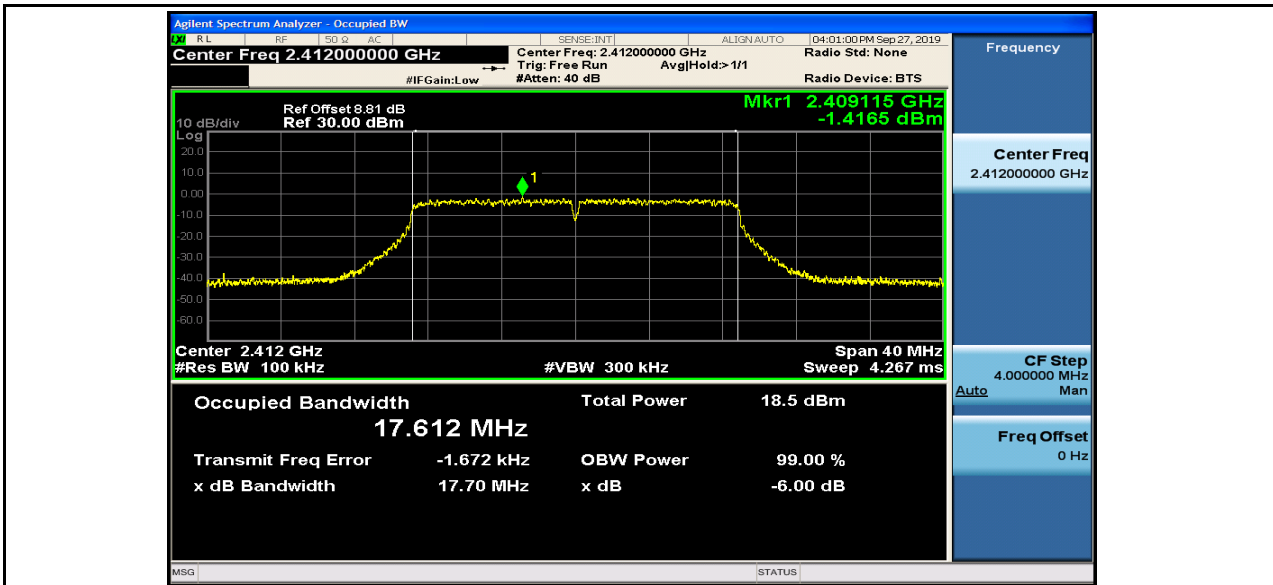 Agilent Spectrum Analyzer - Occupied BW
LXI RL RF 50 Ω AC SENSE:INT ALIGN AUTO 04:01:00 PM Sep 27, 2019
Center Freq 2.412000000 GHz Center Freq: 2.412000000 GHz Radio Std: None
Trig: Free Run Avg|Hold:>1/1
#IFGain:Low #Atten: 40 dB Radio Device: BTS
Mkr1 2.409115 GHz
-1.4165 dBm
Ref Offset 8.81 dB
10 dB/div Ref 30.00 dBm
Log
20.0
10.0
0.00
-10.0
-20.0
-30.0
-40.0
-50.0
-60.0
1
Center 2.412 GHz Span 40 MHz
#Res BW 100 kHz #VBW 300 kHz Sweep 4.267 ms
Occupied Bandwidth Total Power 18.5 dBm
17.612 MHz
Transmit Freq Error -1.672 kHz OBW Power 99.00 %
x dB Bandwidth 17.70 MHz x dB -6.00 dB
MSG STATUS
Frequency
Center Freq
2.412000000 GHz
CF Step
4.000000 MHz
Auto Man
Freq Offset
0 Hz